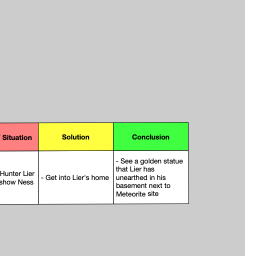 Situation
Solution
Conclusion
Hunter Lier
show Ness
- Get into Lier's home
- See a golden statue
that Lier has
unearthed in his
basement next to
Meteorite site